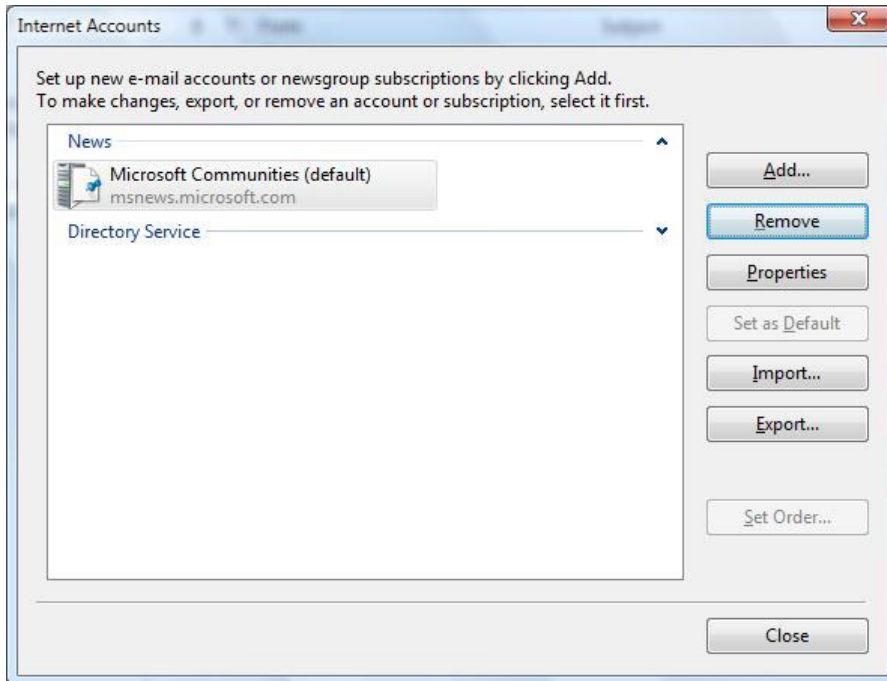 Internet Accounts
Set up new e-mail accounts or newsgroup subscriptions by clicking Add.
To make changes, export, or remove an account or subscription, select it first.
News
Microsoft Communities (default)
msnews.microsoft.com
Directory Service
Add...
Remove
Properties
Set as Default
Import...
Export...
Set Order...
Close